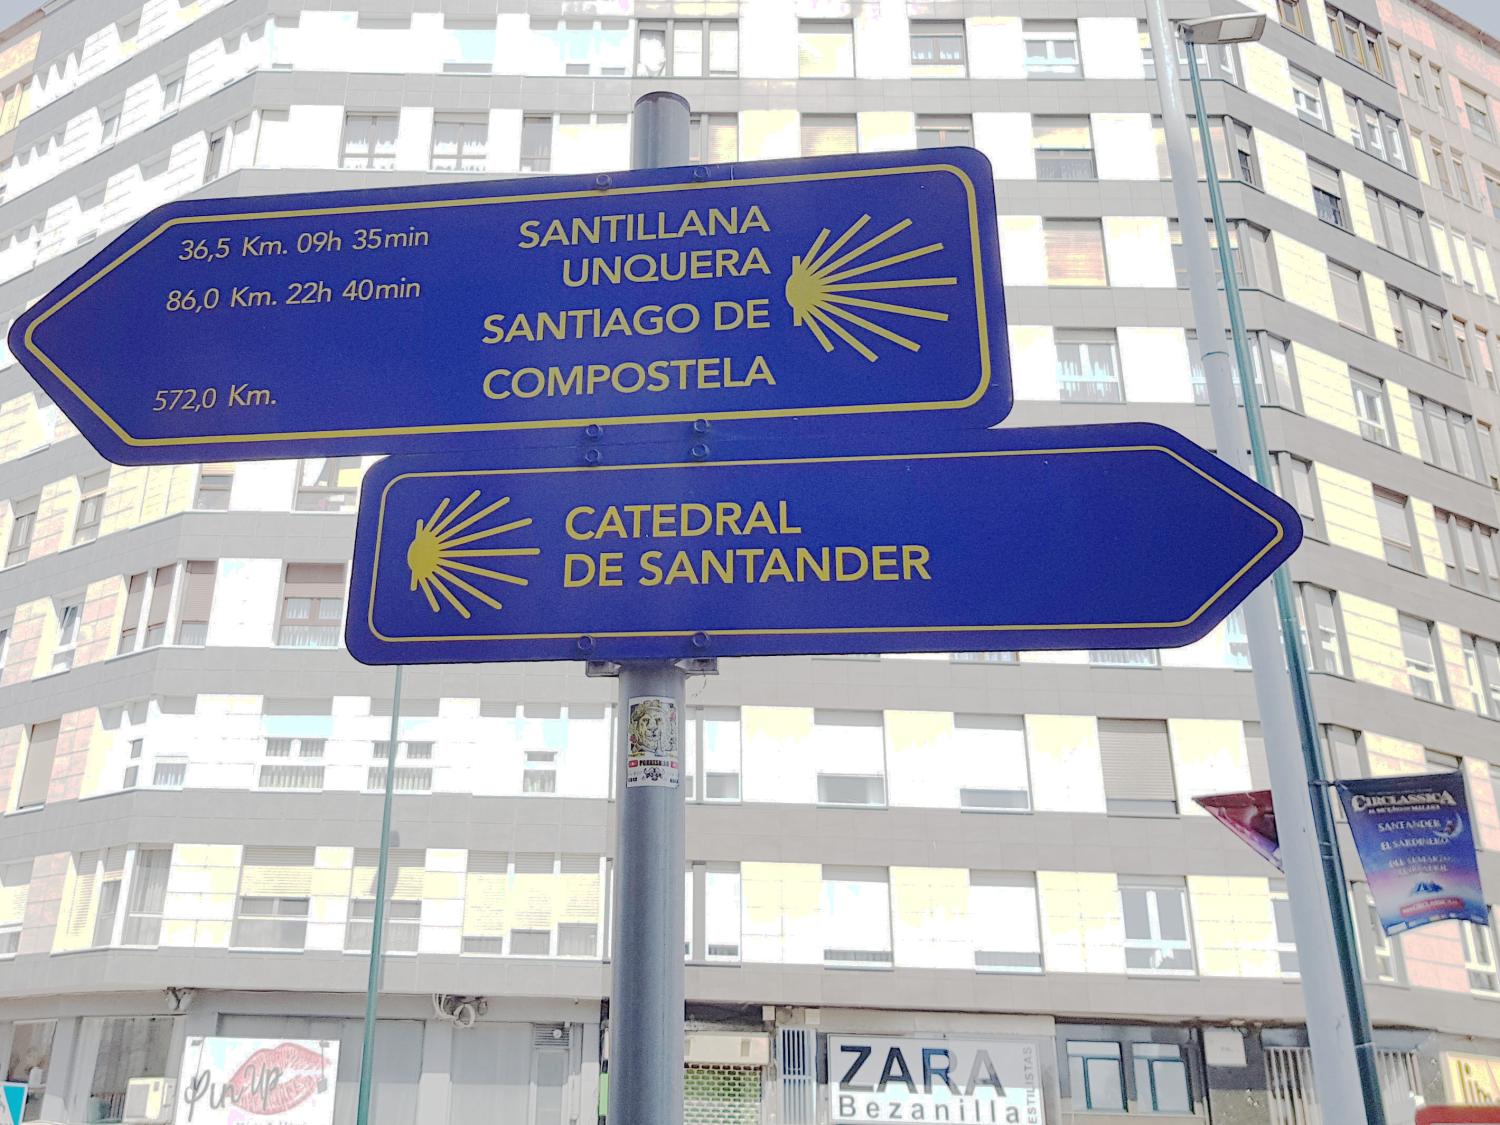 36,5 Km. 09h 35min SANTILLANA
86,0 Km. 22h 40min UNQUERA
SANTIAGO DE
572,0 Km. COMPOSTELA
CATEDRAL
DE SANTANDER
CIRCLASSICA
SANTANDER
EL SARDINERO
Pin Up
ZARA
Bezanilla
ESTILISTAS